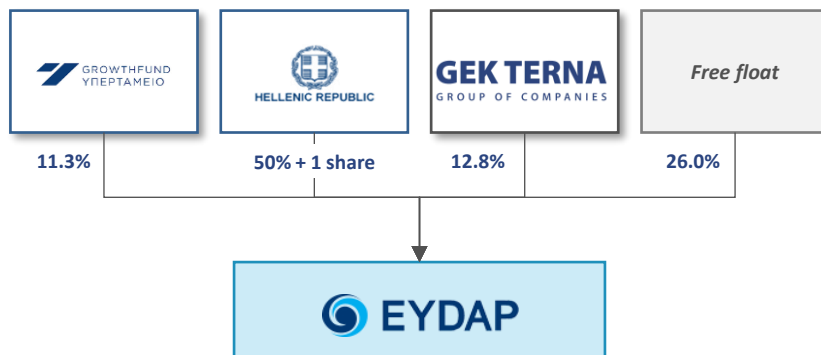 GROWTHFUND
ΥΠΕΡΤΑΜΕΙΟ
HELLENIC REPUBLIC
GEK TERNA
GROUP OF COMPANIES
Free float
11.3%
50% + 1 share
12.8%
26.0%
EYDAP